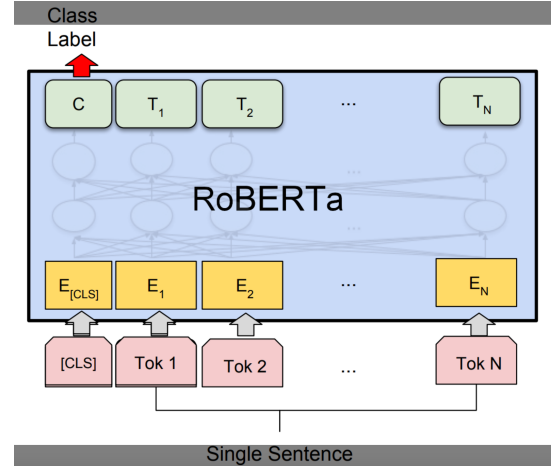 Class
Label
C T1 T2 ... TN
...
RoBERTa
...
E[CLS] E1 E2 ... EN
[CLS] Tok 1 Tok 2 ... Tok N
Single Sentence